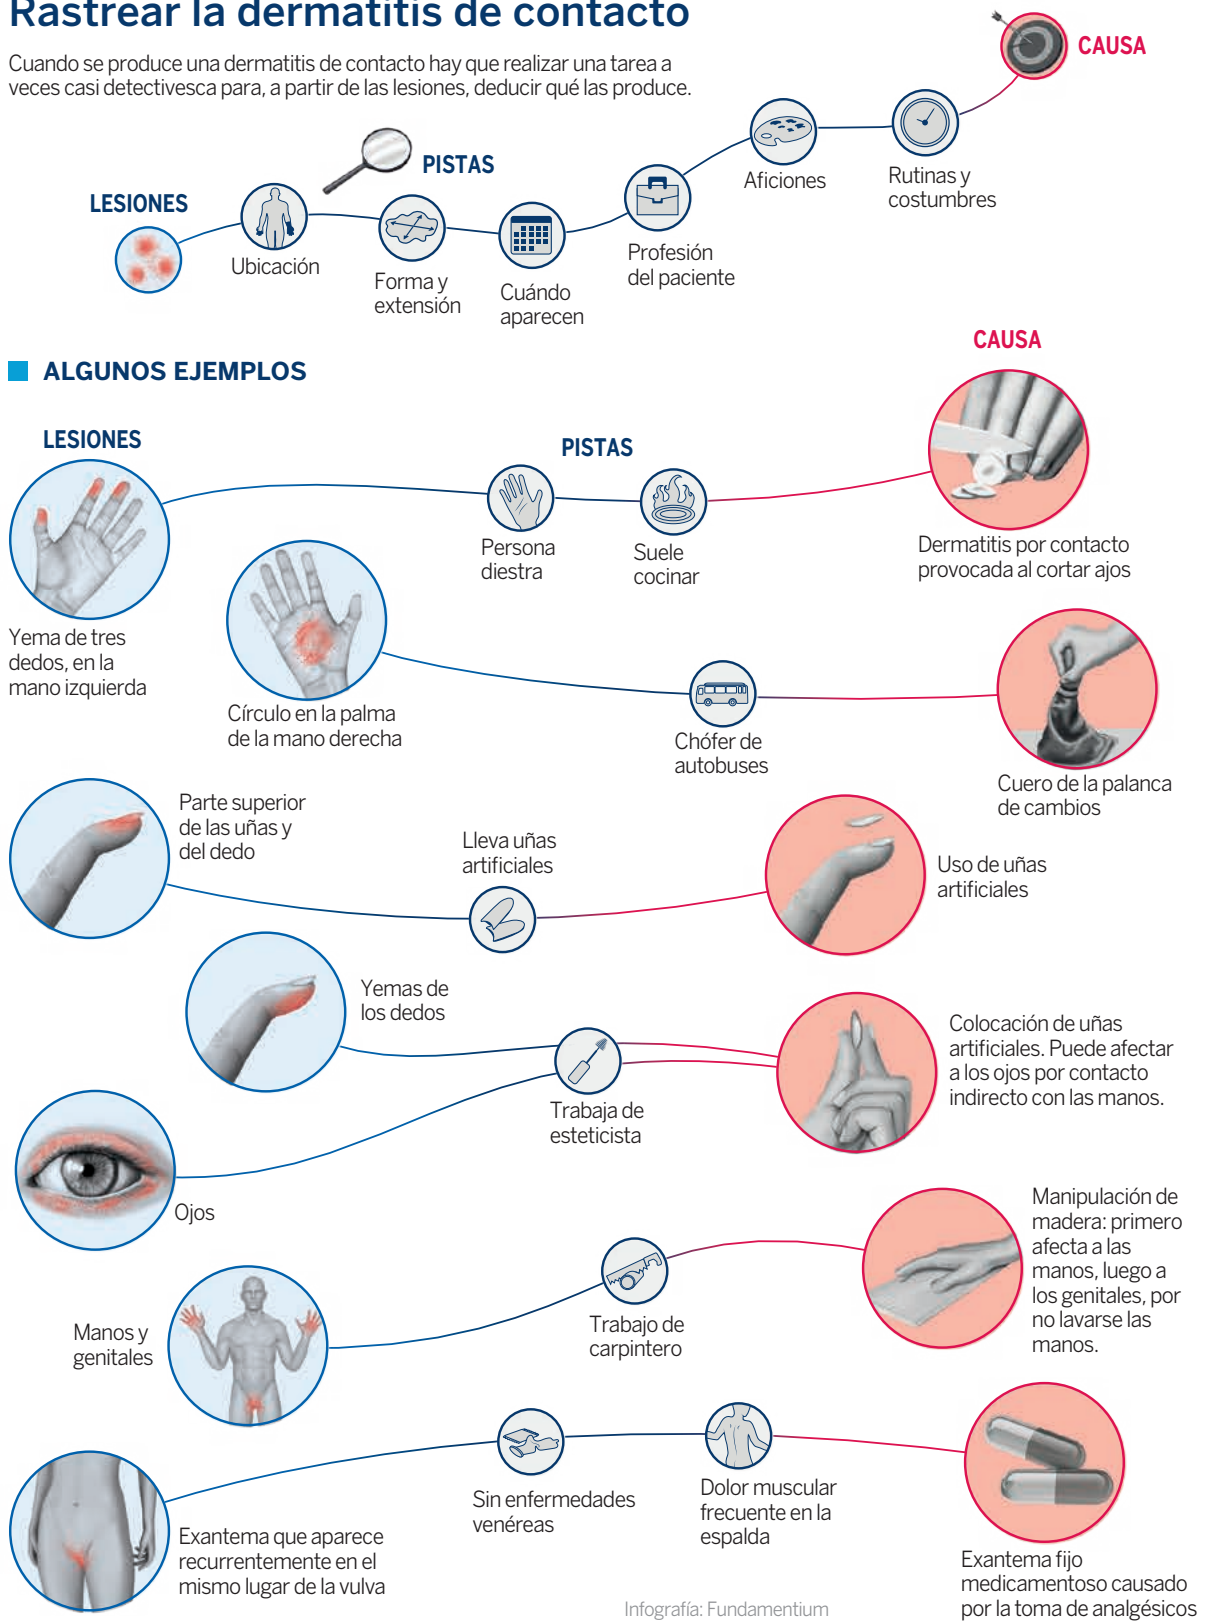 Rastrear la dermatitis de contacto
Cuando se produce una dermatitis de contacto hay que realizar una tarea a
veces casi detectivesca para, a partir de las lesiones, deducir qué las produce.
CAUSA
PISTAS
LESIONES
Ubicación
Forma y
extensión
Cuándo
aparecen
Profesión
del paciente
Aficiones
Rutinas y
costumbres
ALGUNOS EJEMPLOS
CAUSA
LESIONES
PISTAS
Yema de tres
dedos, en la
mano izquierda
Persona
diestra
Suele
cocinar
Dermatitis por contacto
provocada al cortar ajos
Círculo en la palma
de la mano derecha
Chófer de
autobuses
Cuero de la palanca
de cambios
Parte superior
de las uñas y
del dedo
Lleva uñas
artificiales
Uso de uñas
artificiales
Yemas de
los dedos
Ojos
Trabaja de
esteticista
Colocación de uñas
artificiales. Puede afectar
a los ojos por contacto
indirecto con las manos.
Manos y
genitales
Trabajo de
carpintero
Manipulación de
madera: primero
afecta a las
manos, luego a
los genitales, por
no lavarse las
manos.
Exantema que aparece
recurrentemente en el
mismo lugar de la vulva
Sin enfermedades
venéreas
Dolor muscular
frecuente en la
espalda
Exantema fijo
medicamentoso causado
por la toma de analgésicos
Infografía: Fundamentium